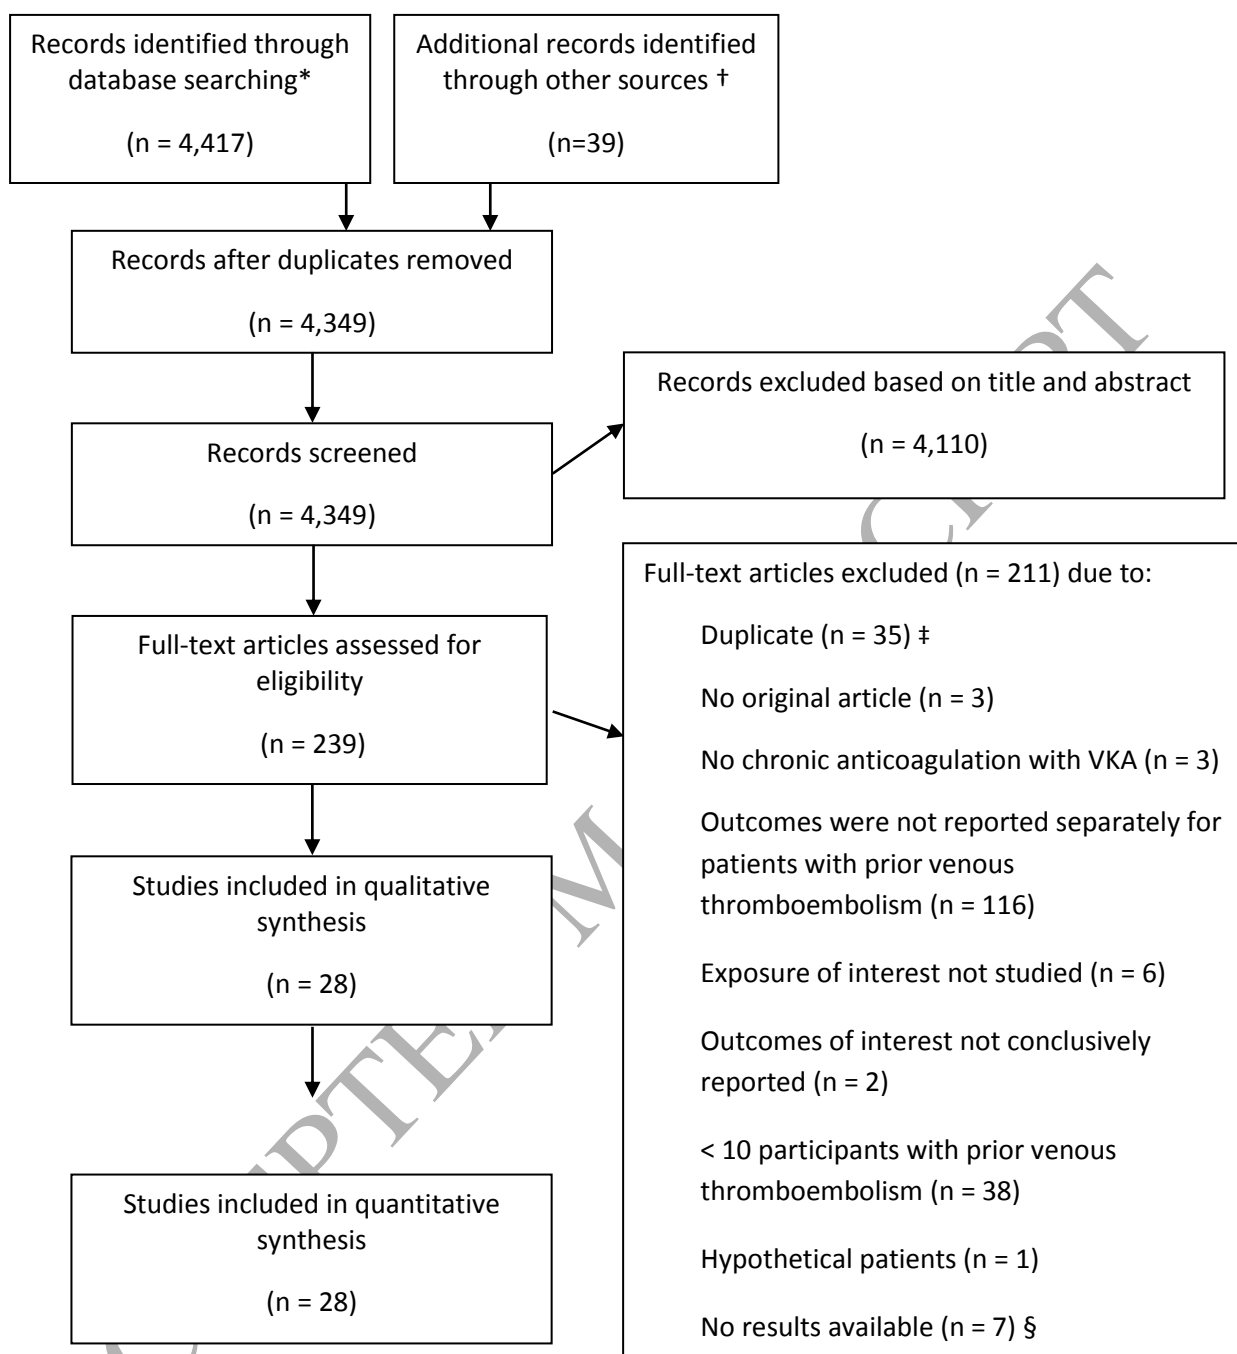 Records identified through
database searching*
(n = 4,417)
Additional records identified
through other sources †
(n=39)
Records after duplicates removed
(n = 4,349)
Records screened
(n = 4,349)
Records excluded based on title and abstract
(n = 4,110)
Full-text articles assessed for
eligibility
(n = 239)
Full-text articles excluded (n = 211) due to:
Duplicate (n = 35) ‡
No original article (n = 3)
No chronic anticoagulation with VKA (n = 3)
Outcomes were not reported separately for
patients with prior venous
thromboembolism (n = 116)
Exposure of interest not studied (n = 6)
Outcomes of interest not conclusively
reported (n = 2)
< 10 participants with prior venous
thromboembolism (n = 38)
Hypothetical patients (n = 1)
No results available (n = 7) §
Studies included in qualitative
synthesis
(n = 28)
Studies included in quantitative
synthesis
(n = 28)